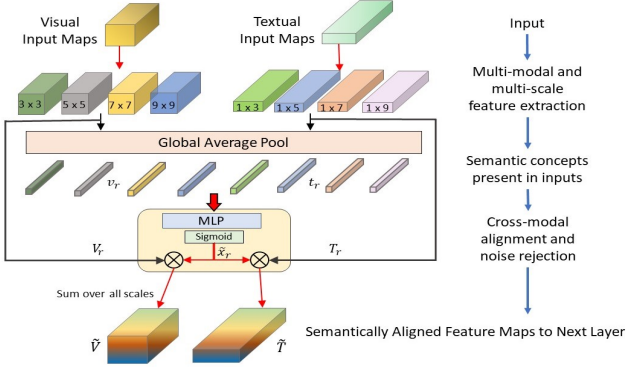 Visual
Input Maps
Textual
Input Maps
Input
3 x 3
5 x 5
7 x 7
9 x 9
1 x 3
1 x 5
1 x 7
1 x 9
Multi-modal and
multi-scale
feature extraction
Global Average Pool
v_r
t_r
Semantic concepts
present in inputs
MLP
Sigmoid
x̃_r
V_r
T_r
Cross-modal
alignment and
noise rejection
Sum over all scales
Ṽ
T̃
Semantically Aligned Feature Maps to Next Layer